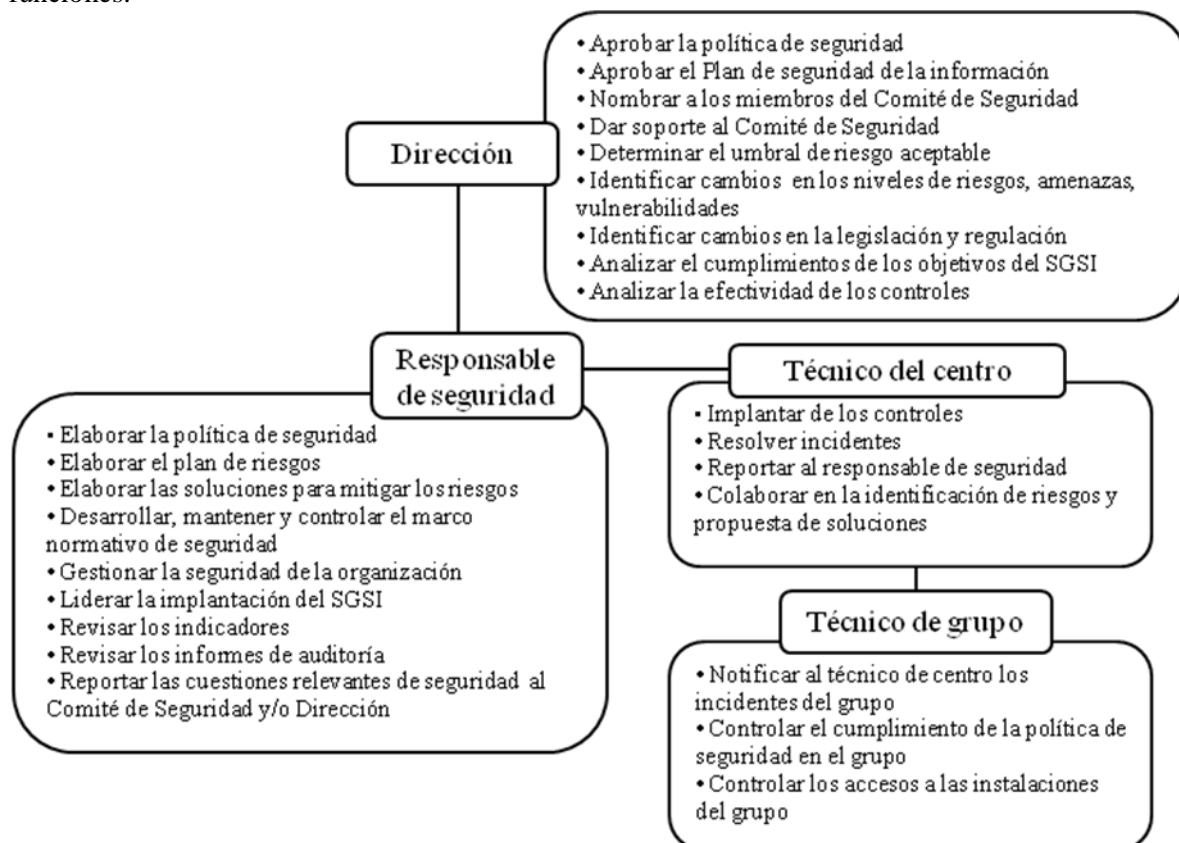 funciones.
• Aprobar la política de seguridad
• Aprobar el Plan de seguridad de la información
• Nombrar a los miembros del Comité de Seguridad
• Dar soporte al Comité de Seguridad
• Determinar el umbral de riesgo aceptable
• Identificar cambios en los niveles de riesgos, amenazas,
vulnerabilidades
• Identificar cambios en la legislación y regulación
• Analizar el cumplimientos de los objetivos del SGSI
• Analizar la efectividad de los controles
Dirección
Responsable
de seguridad
• Elaborar la política de seguridad
• Elaborar el plan de riesgos
• Elaborar las soluciones para mitigar los riesgos
• Desarrollar, mantener y controlar el marco
normativo de seguridad
• Gestionar la seguridad de la organización
• Liderar la implantación del SGSI
• Revisar los indicadores
• Revisar los informes de auditoría
• Reportar las cuestiones relevantes de seguridad al
Comité de Seguridad y/o Dirección
Técnico del centro
• Implantar de los controles
• Resolver incidentes
• Reportar al responsable de seguridad
• Colaborar en la identificación de riesgos y
propuesta de soluciones
Técnico de grupo
• Notificar al técnico de centro los
incidentes del grupo
• Controlar el cumplimiento de la política de
seguridad en el grupo
• Controlar los accesos a las instalaciones
del grupo